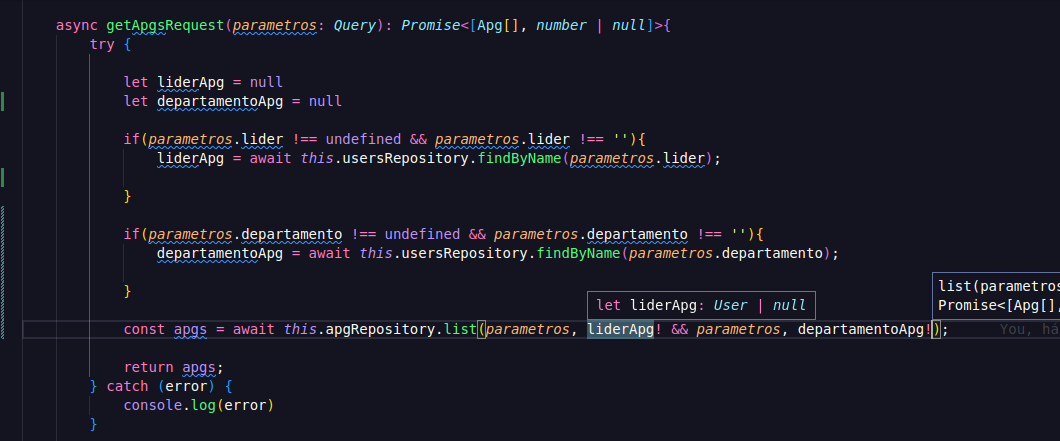 async getApgsRequest(parametros: Query): Promise<[Apg[], number | null]>{
try {
let liderApg = null
let departamentoApg = null
if(parametros.lider !== undefined && parametros.lider !== ''){
liderApg = await this.usersRepository.findByName(parametros.lider);
}
if(parametros.departamento !== undefined && parametros.departamento !== ''){
departamentoApg = await this.usersRepository.findByName(parametros.departamento);
}
list(parametros
let liderApg: User | null
Promise<[Apg[],
const apgs = await this.apgRepository.list(parametros, liderApg! && parametros, departamentoApg!); You, há
return apgs;
} catch (error) {
console.log(error)
}